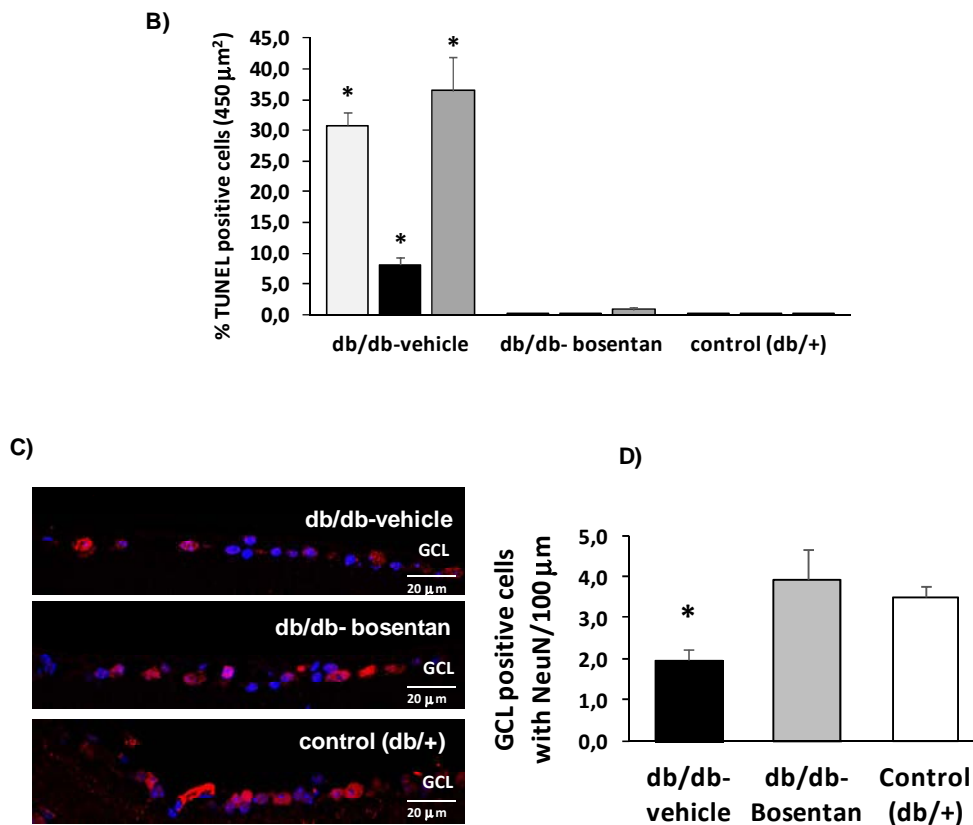 B)
% TUNEL positive cells (450 µm²)
45,0
40,0
35,0
30,0
25,0
20,0
15,0
10,0
5,0
0,0
*
*
*
db/db-vehicle
db/db- bosentan
control (db/+)
C)
db/db-vehicle
GCL
20 µm
db/db- bosentan
GCL
20 µm
control (db/+)
GCL
20 µm
D)
GCL positive cells
with NeuN/100 µm
5,0
4,0
3,0
2,0
1,0
0,0
*
db/db-
vehicle
db/db-
Bosentan
Control
(db/+)